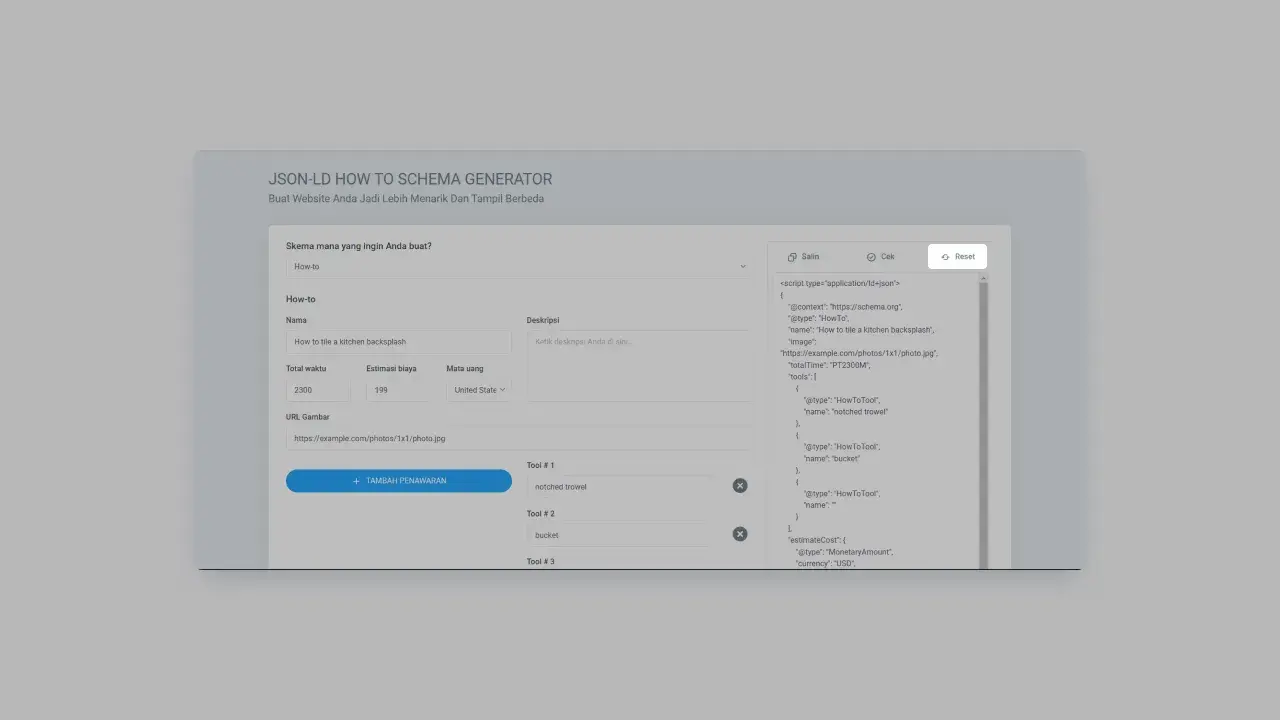 JSON-LD HOW TO SCHEMA GENERATOR
Buat Website Anda Jadi Lebih Menarik Dan Tampil Berbeda
Skema mana yang ingin Anda buat?
How-to
How-to
Nama
How to tile a kitchen backsplash
Deskripsi
Ketik deskripsi Anda di sini..
Total waktu
2300
Estimasi biaya
199
Mata uang
United State
URL Gambar
https://example.com/photos/1x1/photo.jpg
+ TAMBAH PENAWARAN
Tool # 1
notched trowel
Tool # 2
bucket
Tool # 3
Salin
Cek
Reset
<script type="application/ld+json">
{
"@context": "https://schema.org",
"@type": "HowTo",
"name": "How to tile a kitchen backsplash",
"image":
"https://example.com/photos/1x1/photo.jpg",
"totalTime": "PT2300M",
"tools": [
{
"@type": "HowToTool",
"name": "notched trowel"
},
{
"@type": "HowToTool",
"name": "bucket"
},
{
"@type": "HowToTool",
"name": ""
}
],
"estimateCost": {
"@type": "MonetaryAmount",
"currency": "USD",